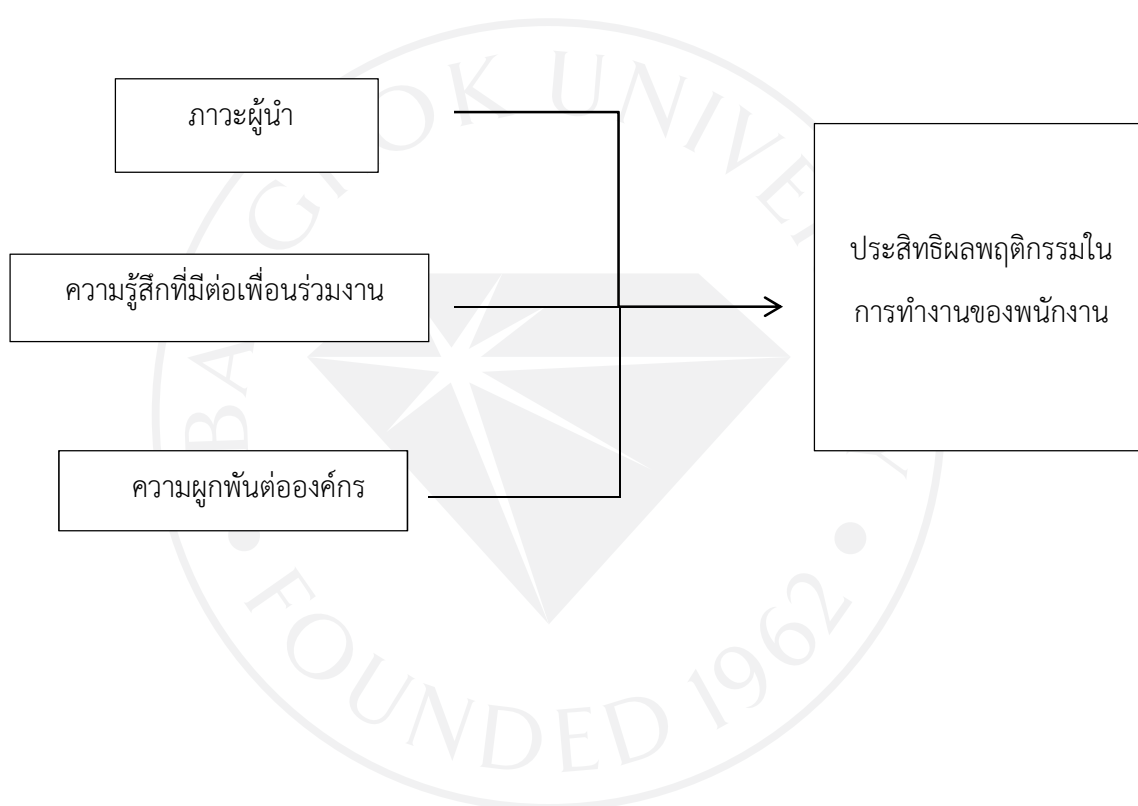 ภาวะผู้นำ
ความรู้สึกที่มีต่อเพื่อนร่วมงาน
ความผูกพันต่อองค์กร
ประสิทธิผลพฤติกรรมใน
การทำงานของพนักงาน
BANGKOK UNIVERSITY
FOUNDED 1962